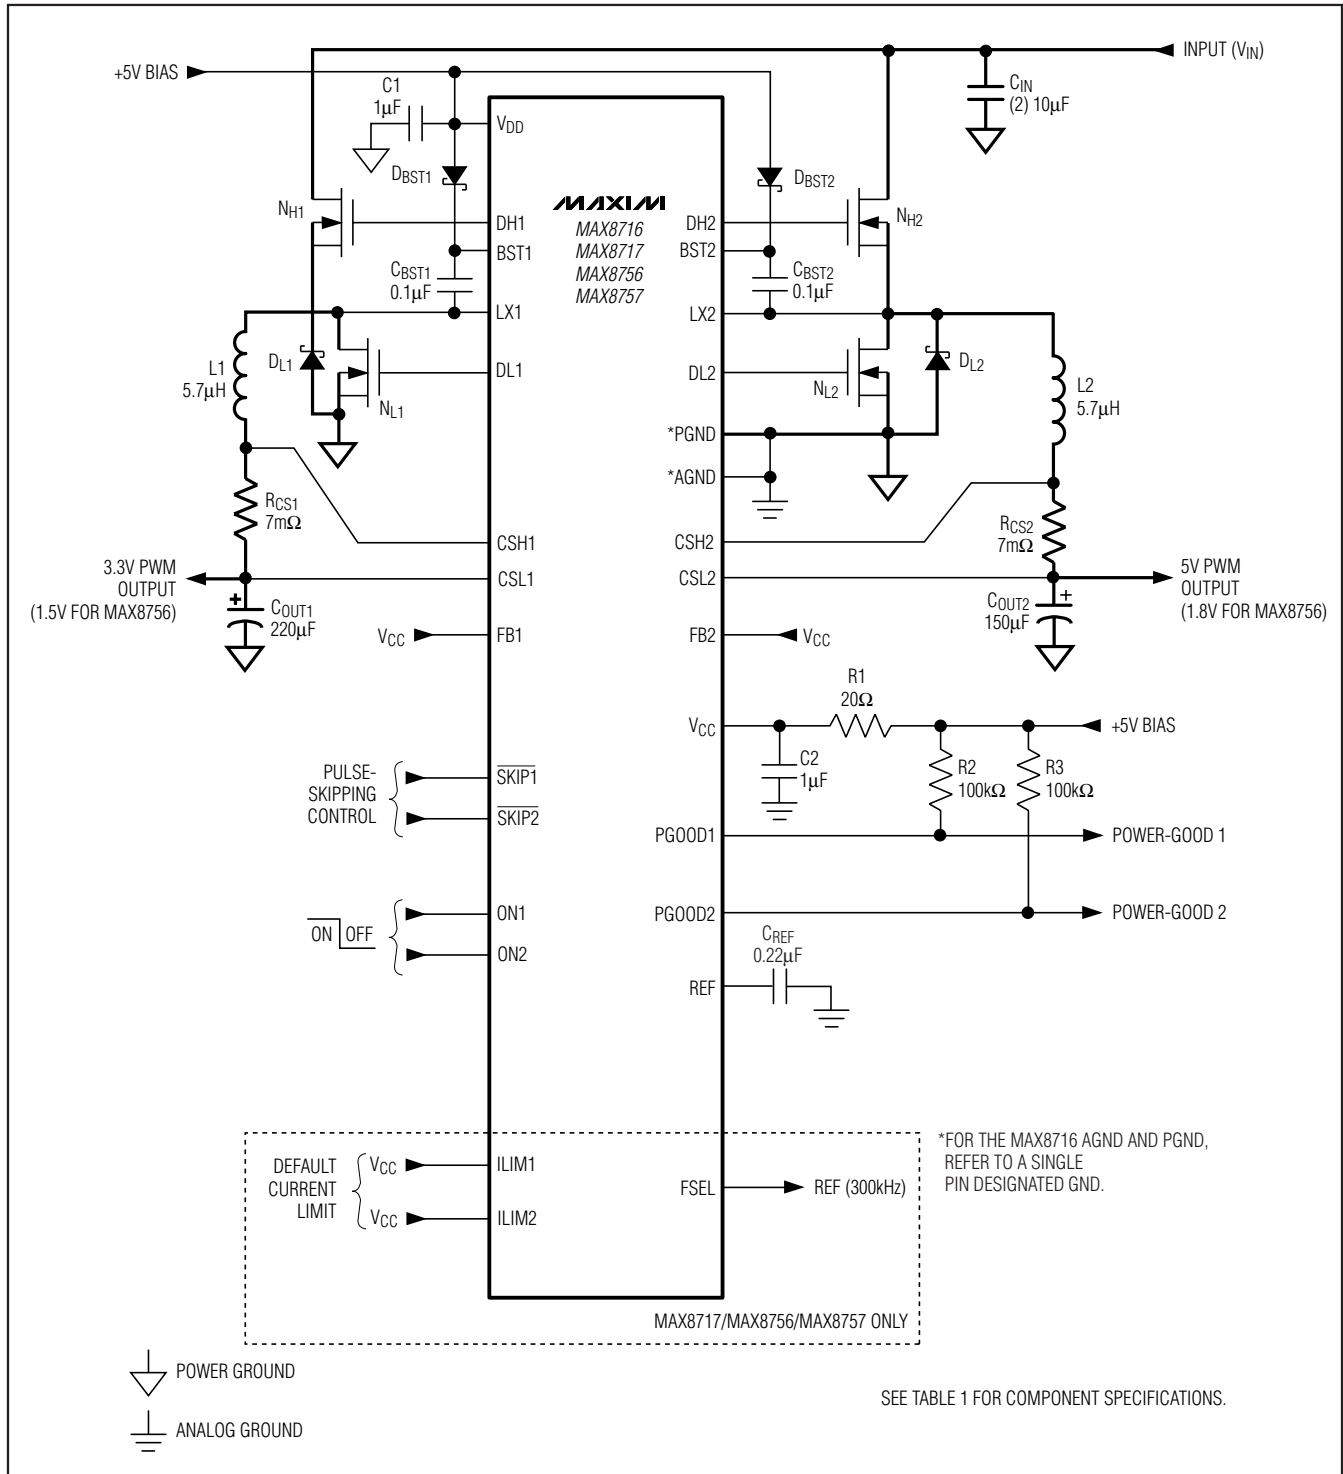 INPUT (VIN)
+5V BIAS
C1
1µF
CIN
(2) 10µF
VDD
DBST1
DBST2
MAXIM
MAX8716
MAX8717
MAX8756
MAX8757
NH1
DH1
DH2
NH2
BST1
BST2
CBST1
0.1µF
CBST2
0.1µF
LX1
LX2
L1
5.7µH
DL1
NL1
DL1
DL2
NL2
DL2
L2
5.7µH
*PGND
*AGND
RCS1
7mΩ
RCS2
7mΩ
CSH1
CSH2
3.3V PWM
OUTPUT
(1.5V FOR MAX8756)
CSL1
CSL2
5V PWM
OUTPUT
(1.8V FOR MAX8756)
+
COUT1
220µF
COUT2
150µF
+
VCC
FB1
FB2
VCC
R1
20Ω
VCC
+5V BIAS
C2
1µF
R2
100kΩ
R3
100kΩ
PULSE-
SKIPPING
CONTROL
SKIP1
SKIP2
PGOOD1
POWER-GOOD 1
ON OFF
ON1
ON2
PGOOD2
POWER-GOOD 2
CREF
0.22µF
REF
DEFAULT
CURRENT
LIMIT
VCC
ILIM1
VCC
ILIM2
FSEL
REF (300kHz)
*FOR THE MAX8716 AGND AND PGND,
REFER TO A SINGLE
PIN DESIGNATED GND.
MAX8717/MAX8756/MAX8757 ONLY
POWER GROUND
ANALOG GROUND
SEE TABLE 1 FOR COMPONENT SPECIFICATIONS.